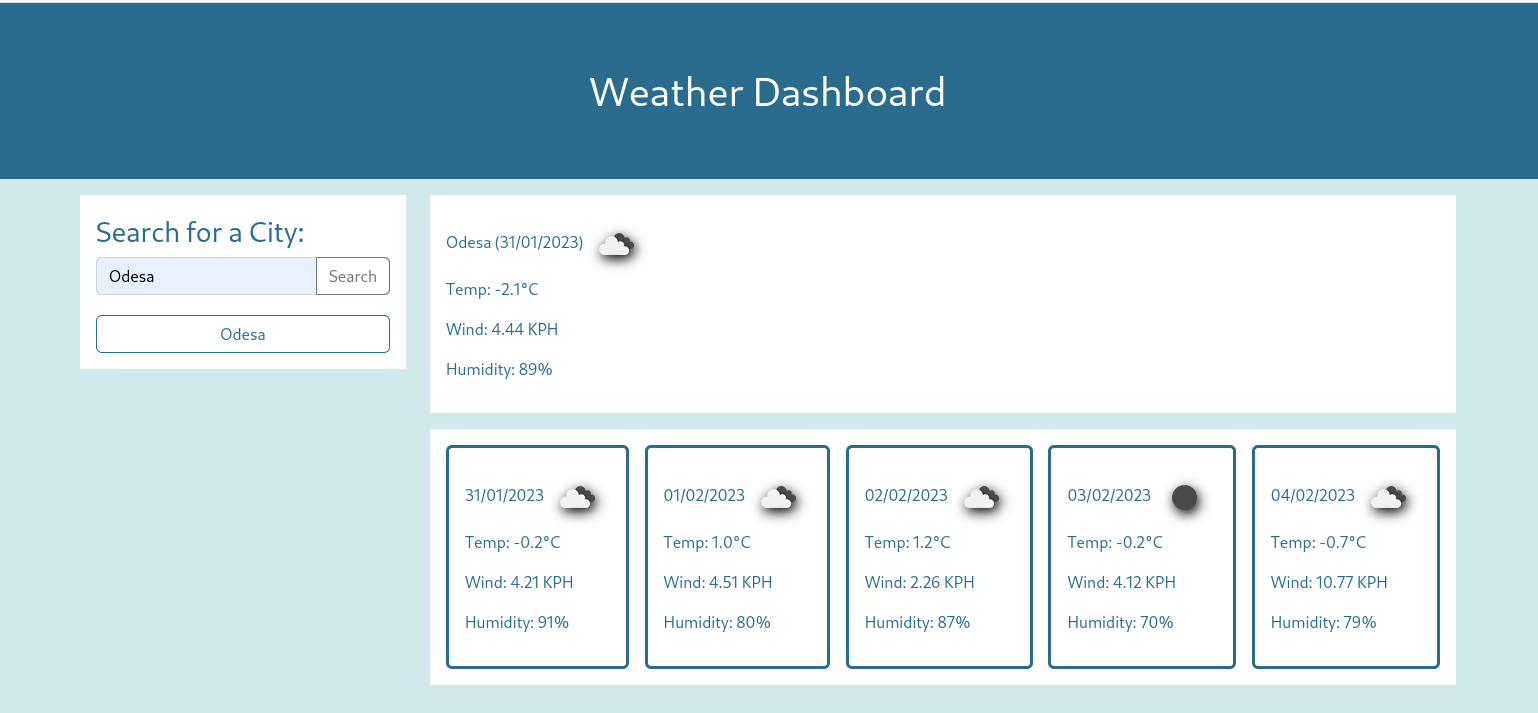 Weather Dashboard
Search for a City:
Odesa
Search
Odesa
Odesa (31/01/2023)
Temp: -2.1°C
Wind: 4.44 KPH
Humidity: 89%
31/01/2023
Temp: -0.2°C
Wind: 4.21 KPH
Humidity: 91%
01/02/2023
Temp: 1.0°C
Wind: 4.51 KPH
Humidity: 80%
02/02/2023
Temp: 1.2°C
Wind: 2.26 KPH
Humidity: 87%
03/02/2023
Temp: -0.2°C
Wind: 4.12 KPH
Humidity: 70%
04/02/2023
Temp: -0.7°C
Wind: 10.77 KPH
Humidity: 79%